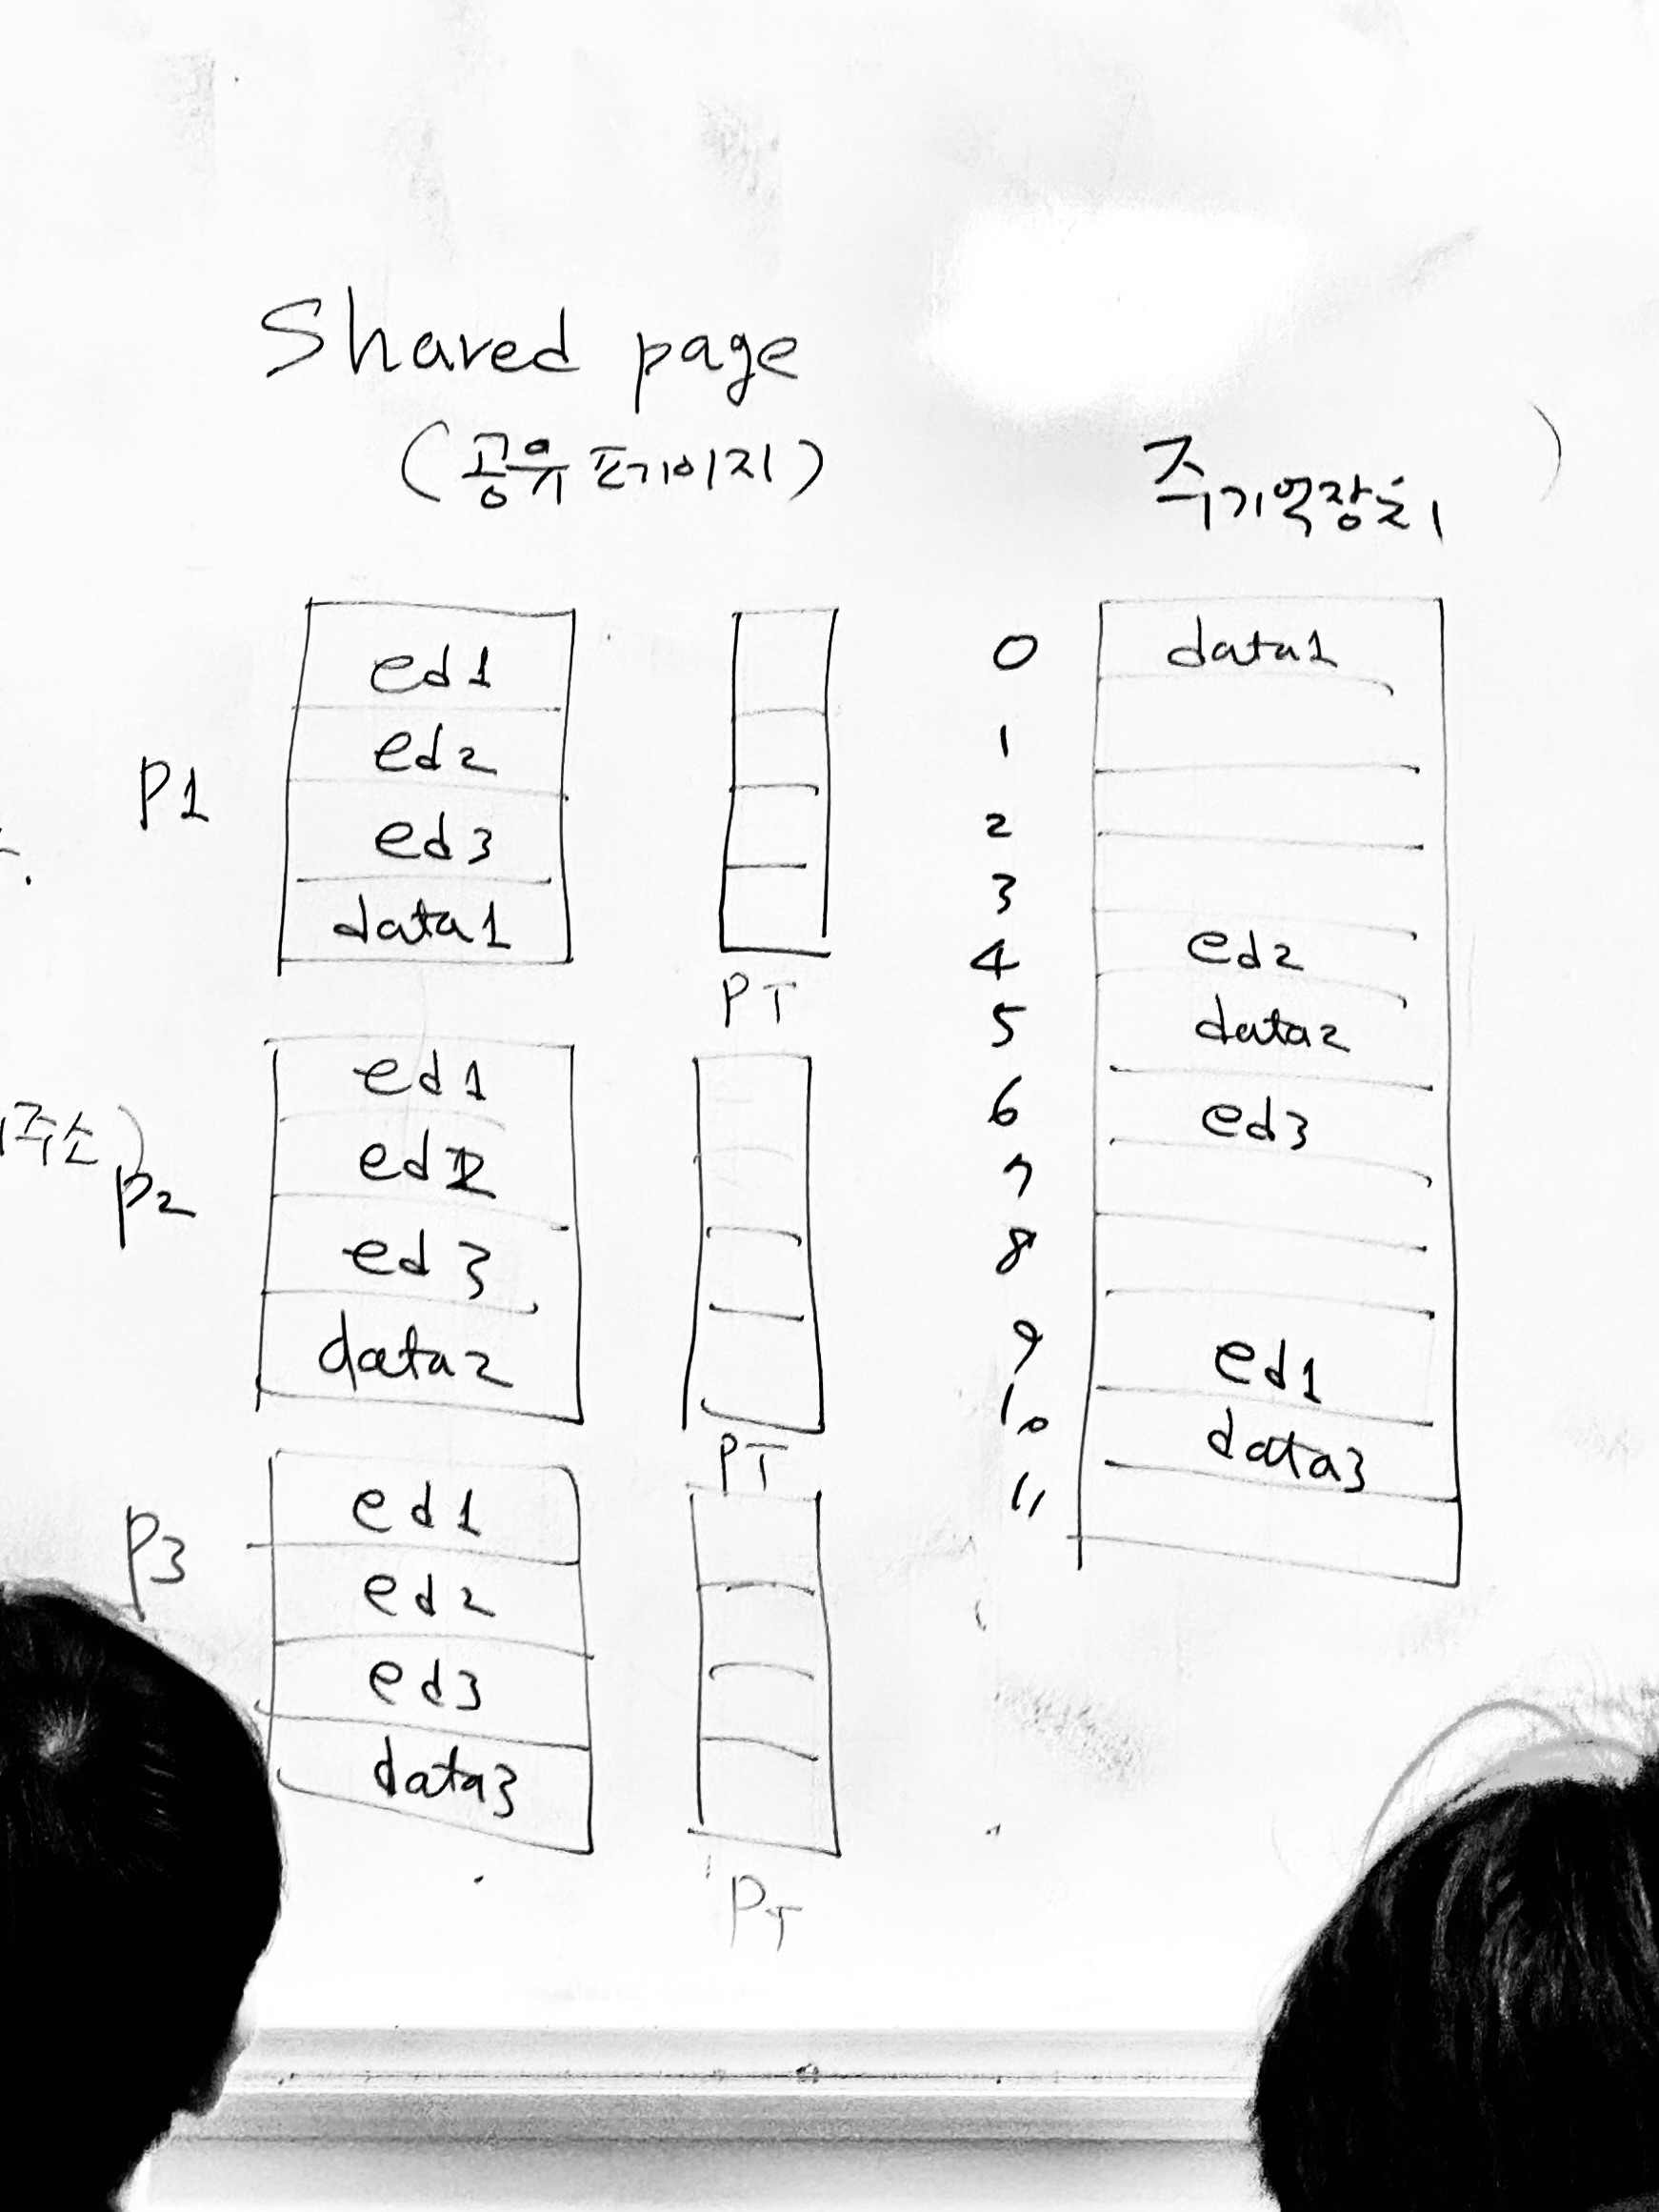 Shared page
(공유 페이지)
주기억장치
P1
ed1
ed2
ed3
data1
PT
주소)
P2
ed1
ed2
ed3
data2
PT
P3
ed1
ed2
ed3
data3
PT
0 data1
1
2
3
4 ed2
5 data2
6 ed3
7
8
9 ed1
10 data3
11